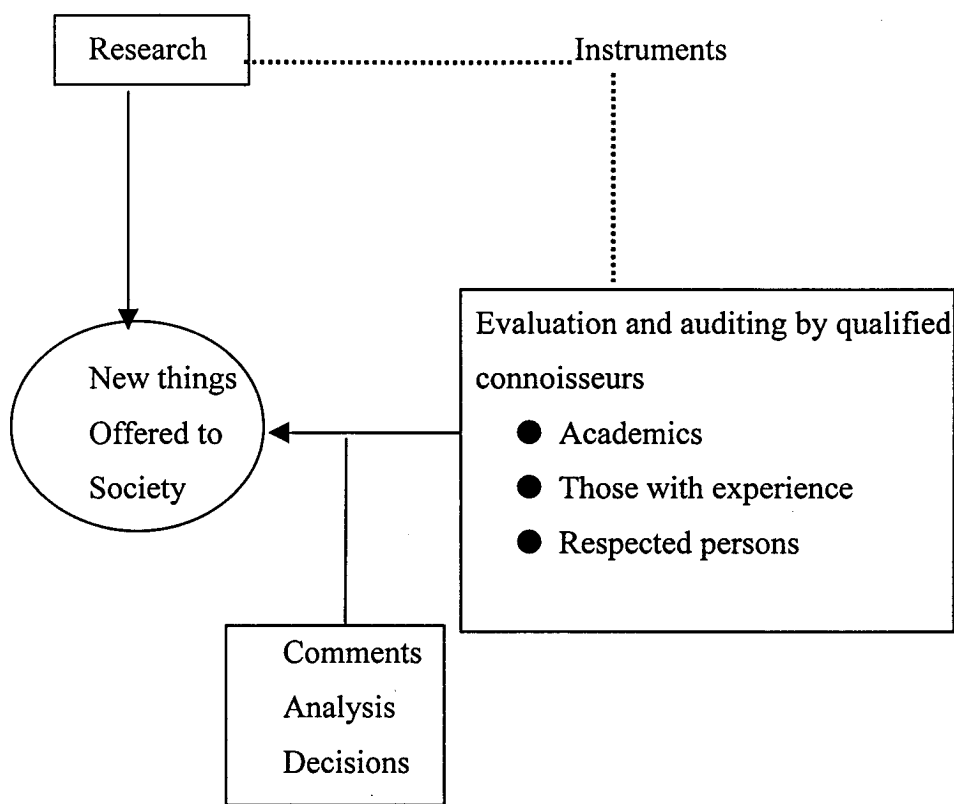 Research
Instruments
New things
Offered to
Society
Evaluation and auditing by qualified
connoisseurs
● Academics
● Those with experience
● Respected persons
Comments
Analysis
Decisions